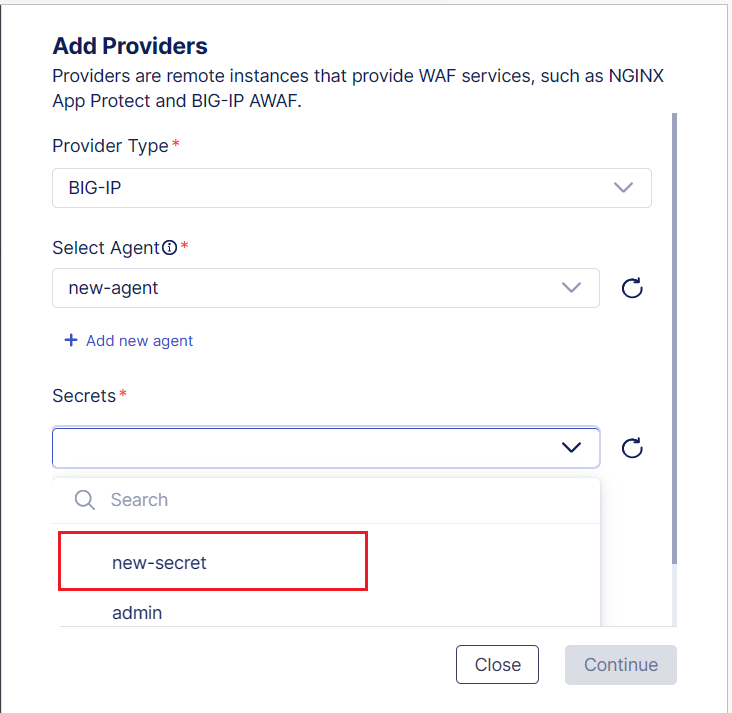 Add Providers
Providers are remote instances that provide WAF services, such as NGINX
App Protect and BIG-IP AWAF.
Provider Type*
BIG-IP
Select Agent*
new-agent
+ Add new agent
Secrets*
Search
new-secret
admin
Close
Continue